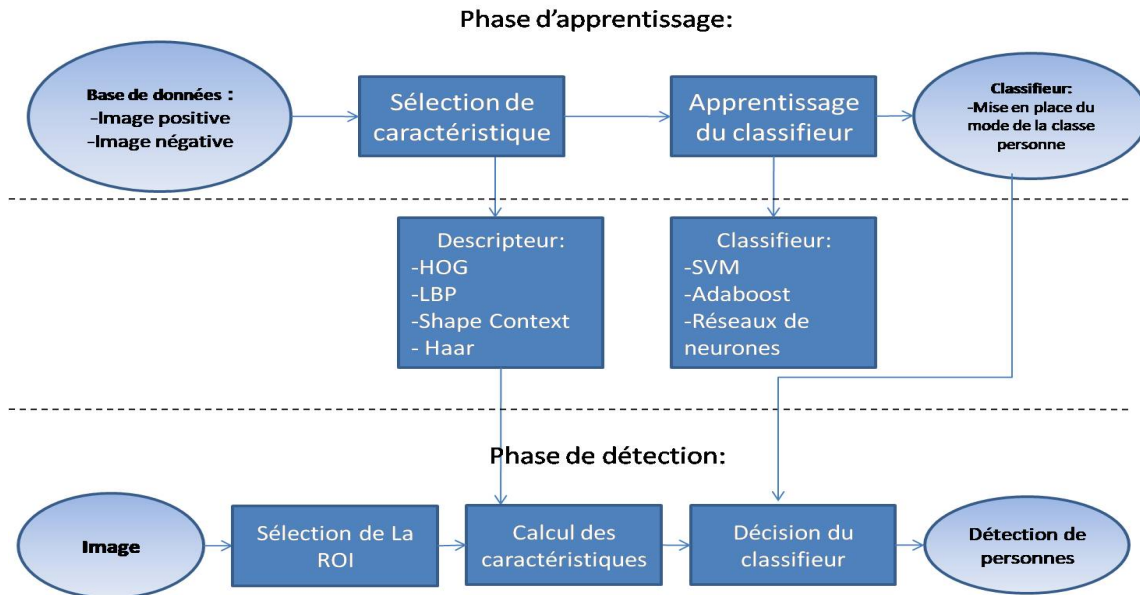 Phase d'apprentissage:
Base de données :
-Image positive
-Image négative
Sélection de
caractéristique
Apprentissage
du classifieur
Classifieur:
-Mise en place du
mode de la classe
personne
Descripteur:
-HOG
-LBP
-Shape Context
- Haar
Classifieur:
-SVM
-Adaboost
-Réseaux de
neurones
Phase de détection:
Image
Sélection de La
ROI
Calcul des
caractéristiques
Décision du
classifieur
Détection de
personnes